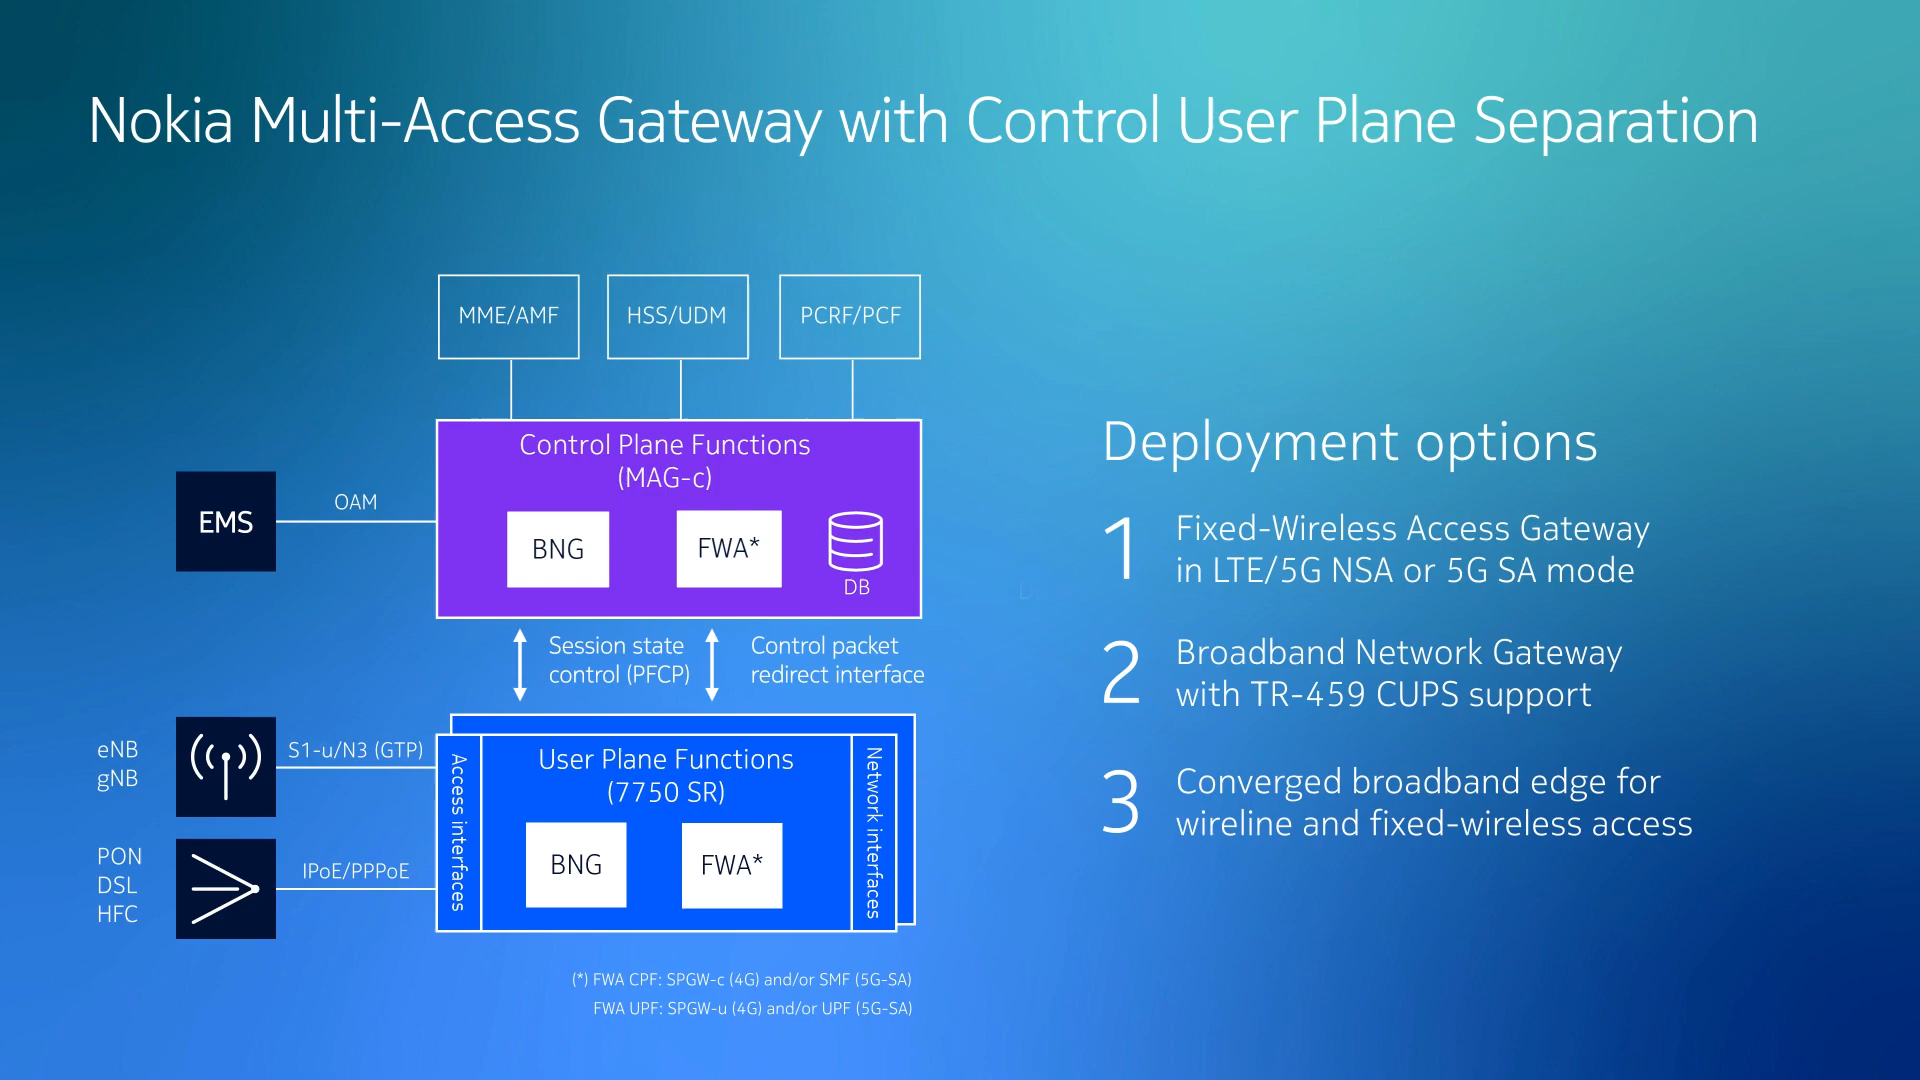 Nokia Multi-Access Gateway with Control User Plane Separation
MME/AMF
HSS/UDM
PCRF/PCF
Control Plane Functions
(MAG-c)
EMS
OAM
BNG
FWA*
DB
Session state
control (PFCP)
Control packet
redirect interface
eNB
gNB
S1-u/N3 (GTP)
PON
DSL
HFC
IPoE/PPPoE
Access interfaces
User Plane Functions
(7750 SR)
BNG
FWA*
Network interfaces
(*) FWA CPF: SPGW-c (4G) and/or SMF (5G-SA)
FWA UPF: SPGW-u (4G) and/or UPF (5G-SA)
Deployment options
1
Fixed-Wireless Access Gateway
in LTE/5G NSA or 5G SA mode
2
Broadband Network Gateway
with TR-459 CUPS support
3
Converged broadband edge for
wireline and fixed-wireless access